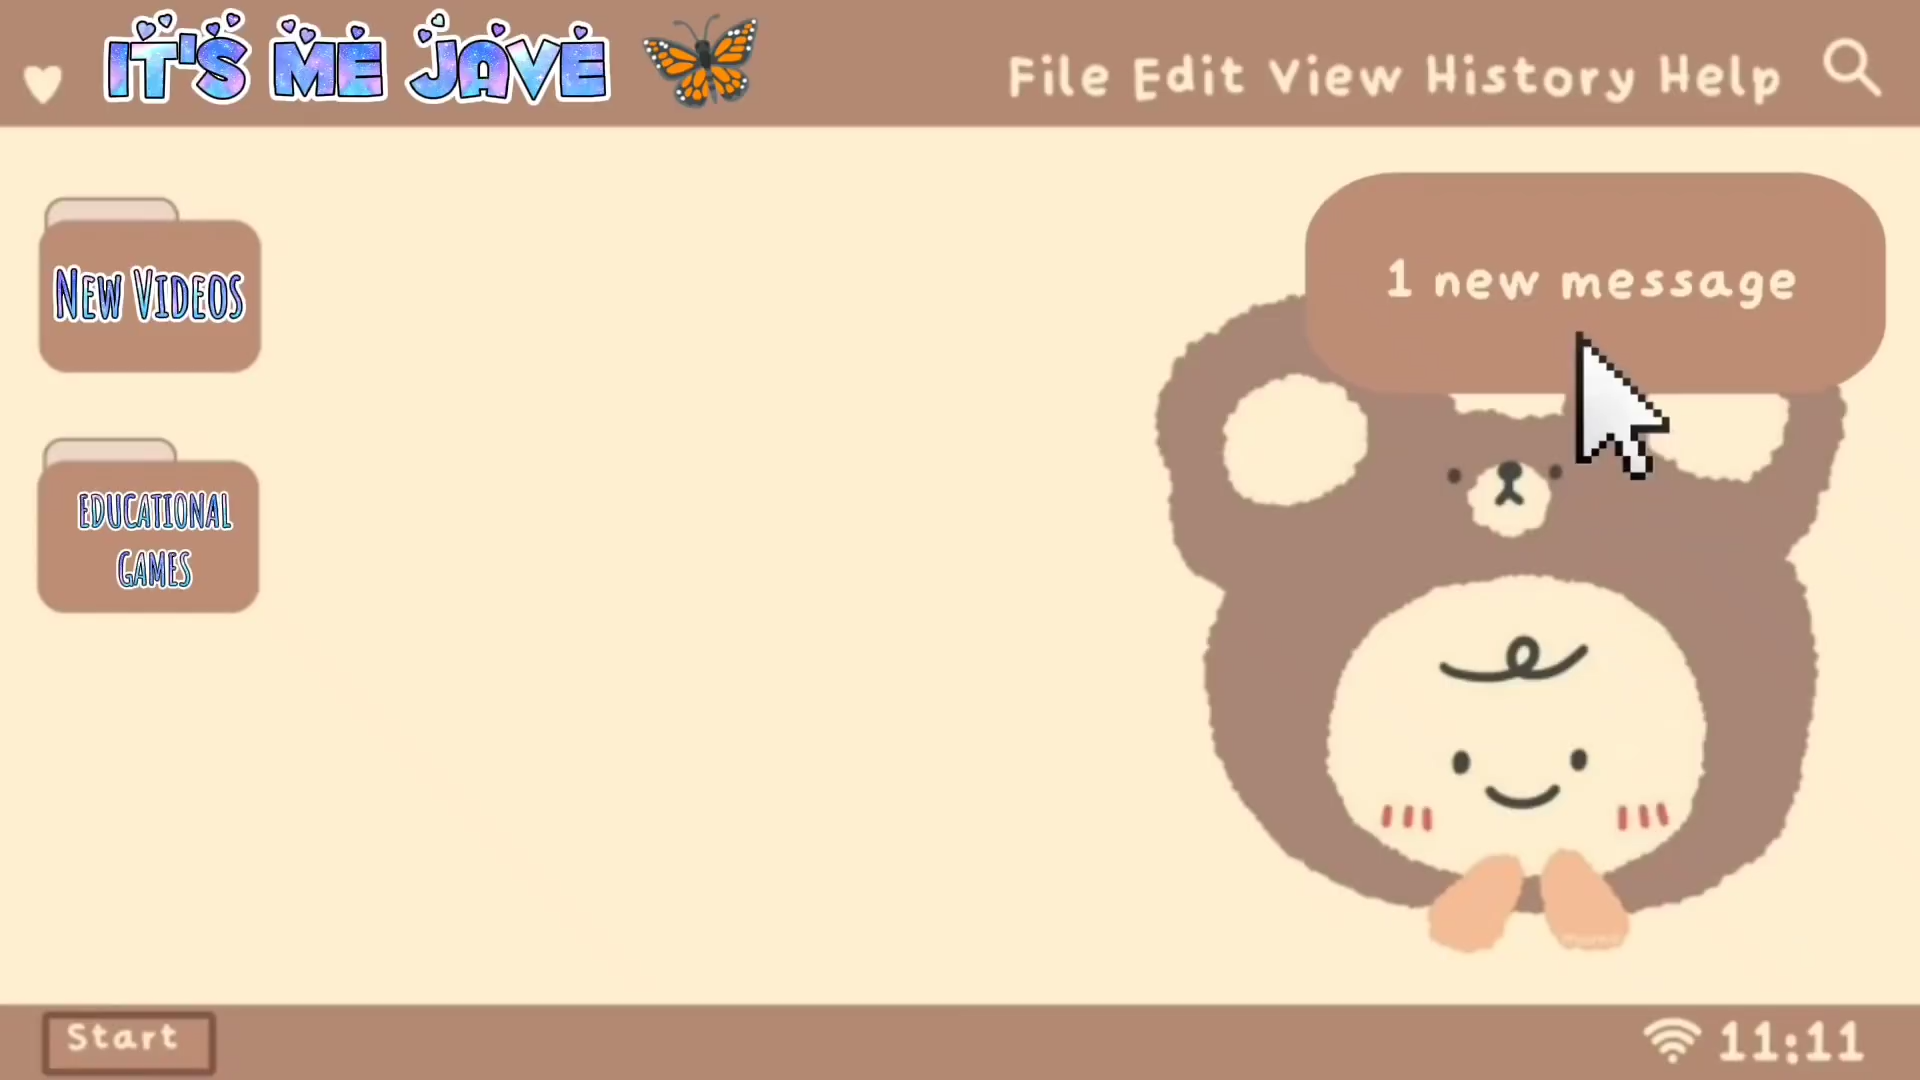 IT'S ME JAVE
File Edit View History Help
1 new message
NEW VIDEOS
EDUCATIONAL
GAMES
Start
11:11